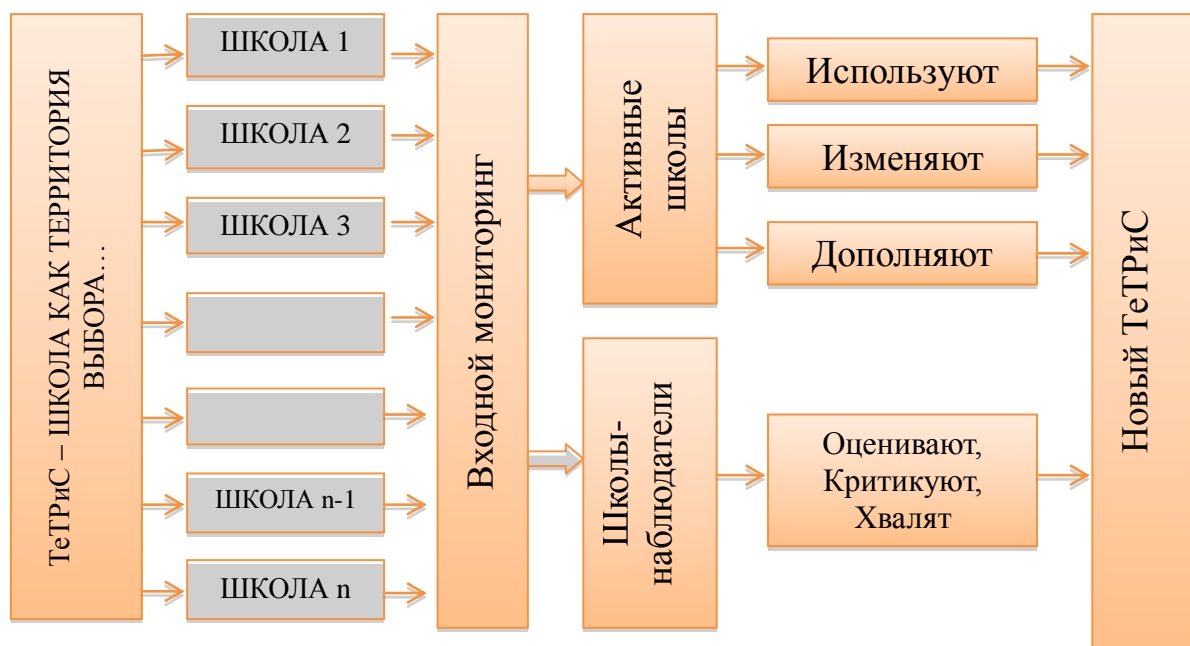 ТеТРиС – ШКОЛА КАК ТЕРРИТОРИЯ
ВЫБОРА…
ШКОЛА 1
ШКОЛА 2
ШКОЛА 3
ШКОЛА n-1
ШКОЛА n
Входной мониторинг
Активные
школы
Школы-
наблюдатели
Используют
Изменяют
Дополняют
Оценивают,
Критикуют,
Хвалят
Новый ТеТРиС